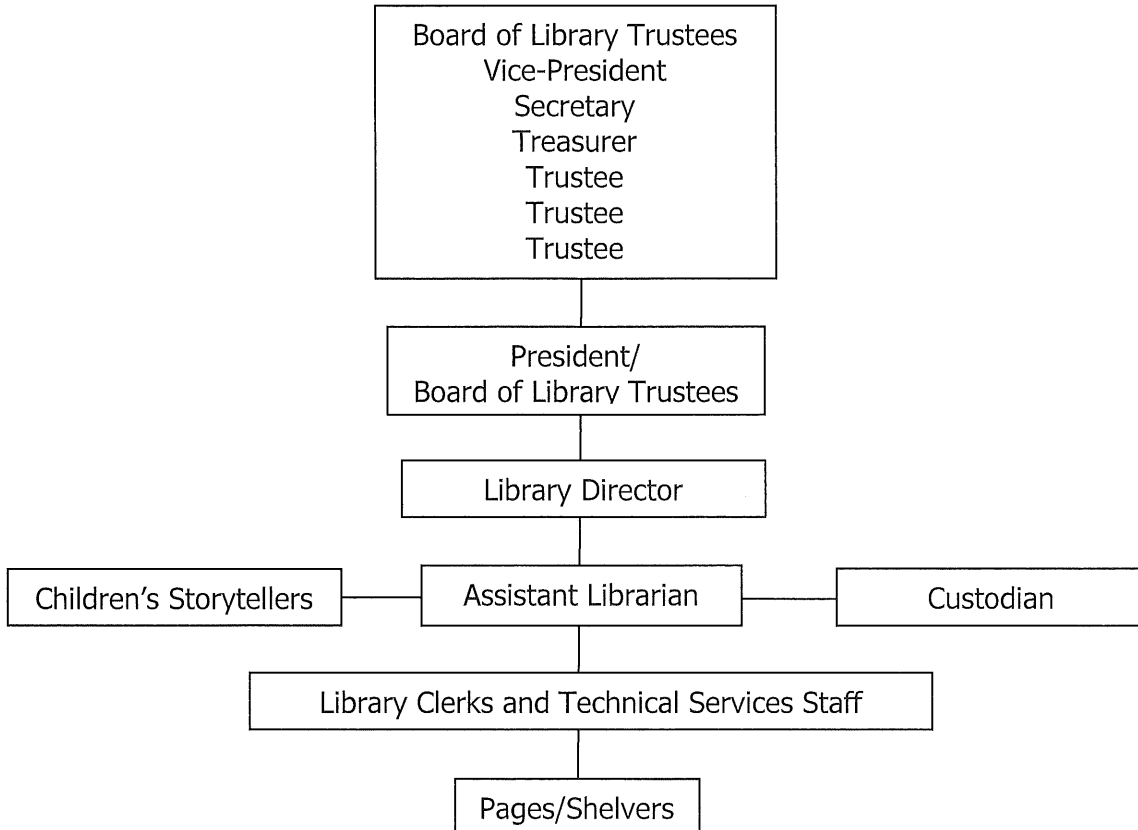 Board of Library Trustees
Vice-President
Secretary
Treasurer
Trustee
Trustee
Trustee
President/
Board of Library Trustees
Library Director
Children's Storytellers
Assistant Librarian
Custodian
Library Clerks and Technical Services Staff
Pages/Shelvers